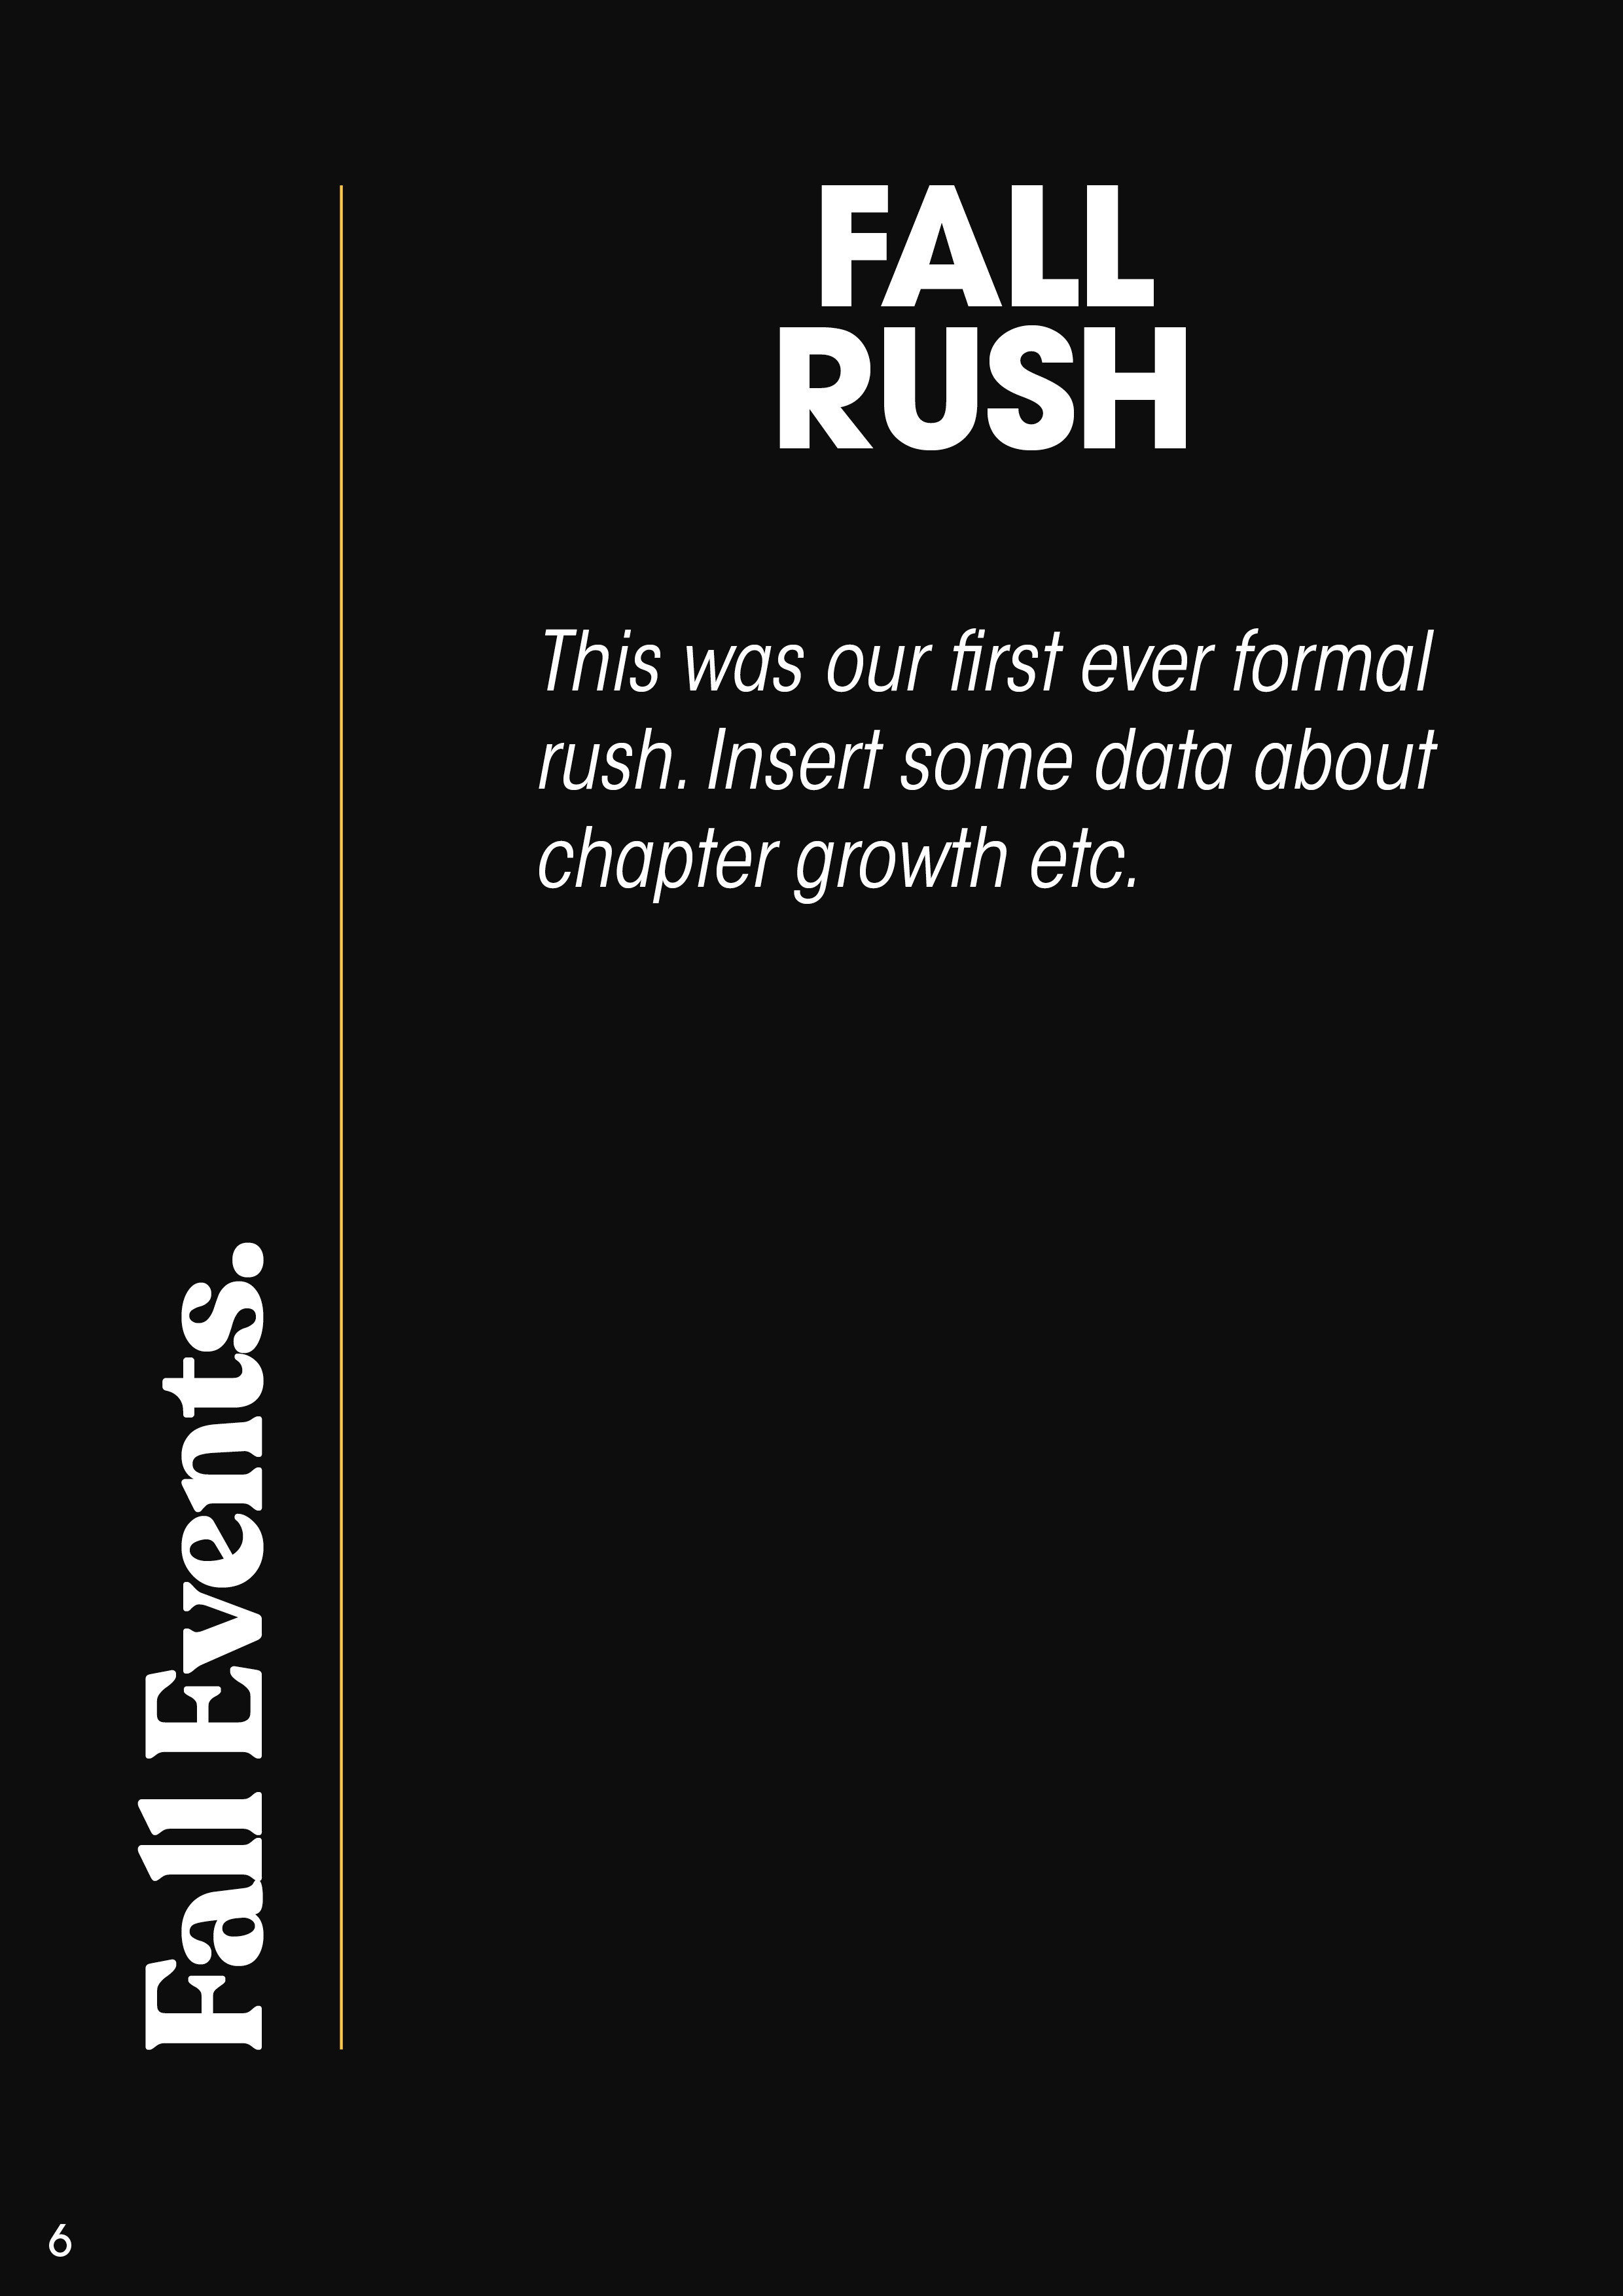 FALL
RUSH
This was our first ever formal
rush. Insert some data about
chapter growth etc.
Fall Events.
6